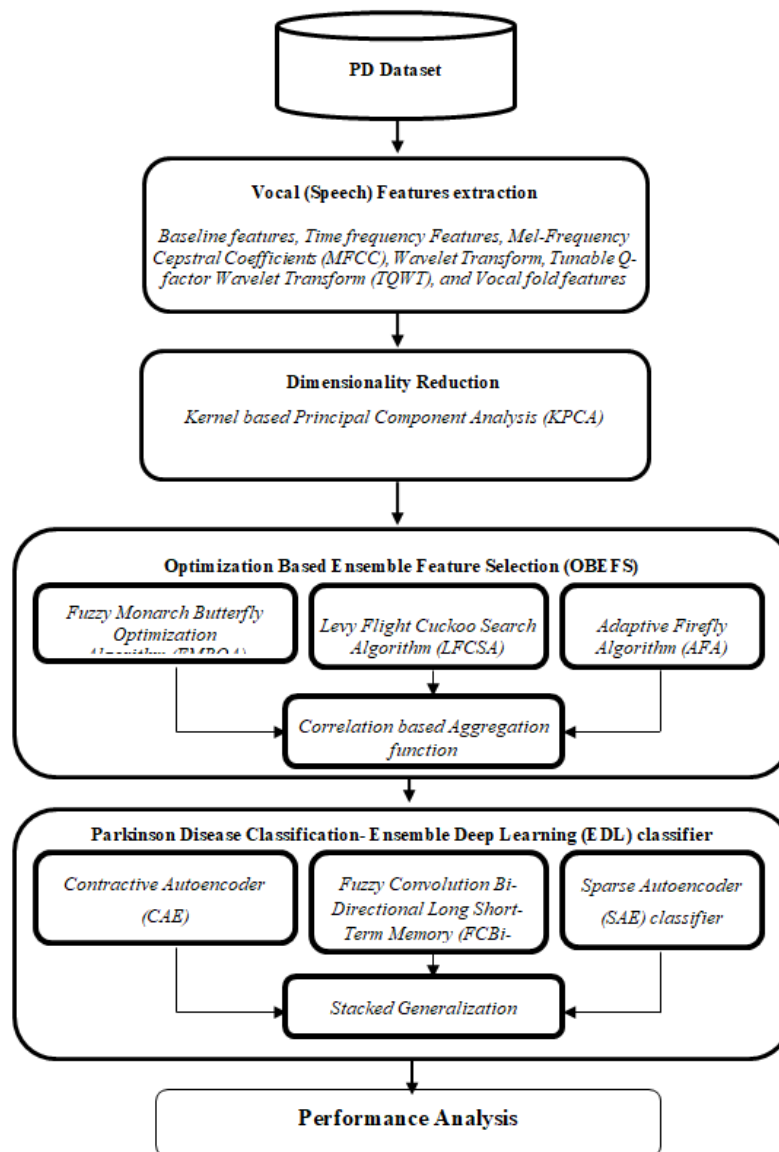 PD Dataset
Vocal (Speech) Features extraction
Baseline features, Time frequency Features, Mel-Frequency
Cepstral Coefficients (MFCC), Wavelet Transform, Tunable Q-
factor Wavelet Transform (TQWT), and Vocal fold features
Dimensionality Reduction
Kernel based Principal Component Analysis (KPCA)
Optimization Based Ensemble Feature Selection (OBEFS)
Fuzzy Monarch Butterfly
Optimization
Algorithm (FMBOA)
Levy Flight Cuckoo Search
Algorithm (LFCSA)
Adaptive Firefly
Algorithm (AFA)
Correlation based Aggregation
function
Parkinson Disease Classification- Ensemble Deep Learning (EDL) classifier
Contractive Autoencoder
(CAE)
Fuzzy Convolution Bi-
Directional Long Short-
Term Memory (FCBi-
Sparse Autoencoder
(SAE) classifier
Stacked Generalization
Performance Analysis